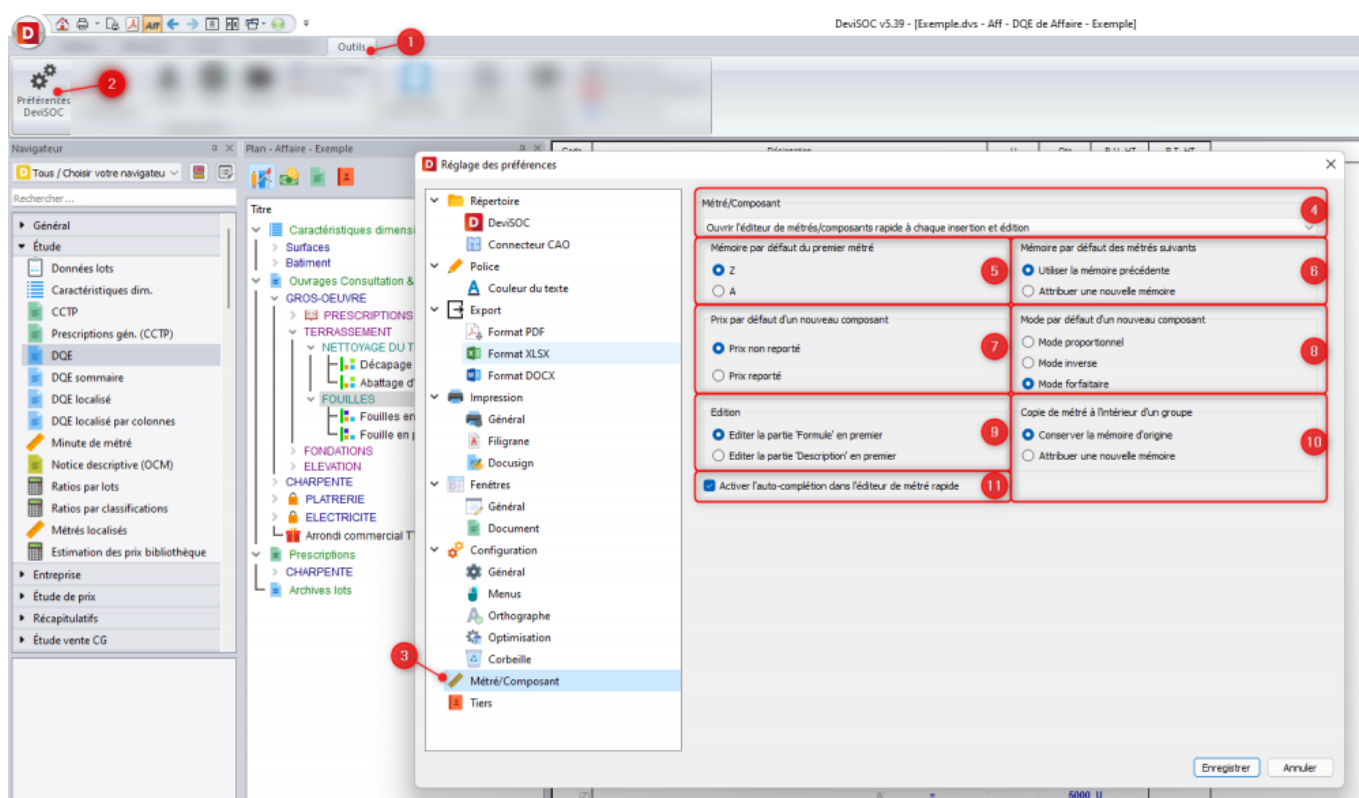 DeviSOC v5.39 - [Exemple.dvs - Aff - DQE de Affaire - Exemple]
Aff
Outils
1
2
Préférences
DeviSOC
Navigateur
Tous / Choisir votre navigateu
Rechercher...
Général
Étude
Données lots
Caractéristiques dim.
CCTP
Prescriptions gén. (CCTP)
DQE
DQE sommaire
DQE localisé
DQE localisé par colonnes
Minute de métré
Notice descriptive (OCM)
Ratios par lots
Ratios par classifications
Métrés localisés
Estimation des prix bibliothèque
Entreprise
Étude de prix
Récapitulatifs
Étude vente CG
Plan - Affaire - Exemple
Titre
Caractéristiques dimensi
Surfaces
Batiment
Ouvrages Consultation &
GROS-OEUVRE
PRESCRIPTIONS
TERRASSEMENT
NETTOYAGE DU T
Décapage
Abattage d'
FOUILLES
Fouilles en
Fouille en
FONDATIONS
ELEVATION
CHARPENTE
PLATRERIE
ELECTRICITE
Arrondi commercial T
Prescriptions
CHARPENTE
Archives lots
Réglage des préférences
Répertoire
DeviSOC
Connecteur CAO
Police
Couleur du texte
Export
Format PDF
Format XLSX
Format DOCX
Impression
Général
Filigrane
Docusign
Fenêtres
Général
Document
Configuration
Général
Menus
Orthographe
Optimisation
Corbeille
3
Métré/Composant
Tiers
Métré/Composant
4
Ouvrir l'éditeur de métrés/composants rapide à chaque insertion et édition
Mémoire par défaut du premier métré
Z
A
5
Mémoire par défaut des métrés suivants
Utiliser la mémoire précédente
Attribuer une nouvelle mémoire
6
Prix par défaut d'un nouveau composant
Prix non reporté
Prix reporté
7
Mode par défaut d'un nouveau composant
Mode proportionnel
Mode inverse
Mode forfaitaire
8
Edition
Editer la partie 'Formule' en premier
Editer la partie 'Description' en premier
9
Copie de métré à l'intérieur d'un groupe
Conserver la mémoire d'origine
Attribuer une nouvelle mémoire
10
Activer l'auto-complétion dans l'éditeur de métré rapide
11
Enregistrer Annuler
5000 U